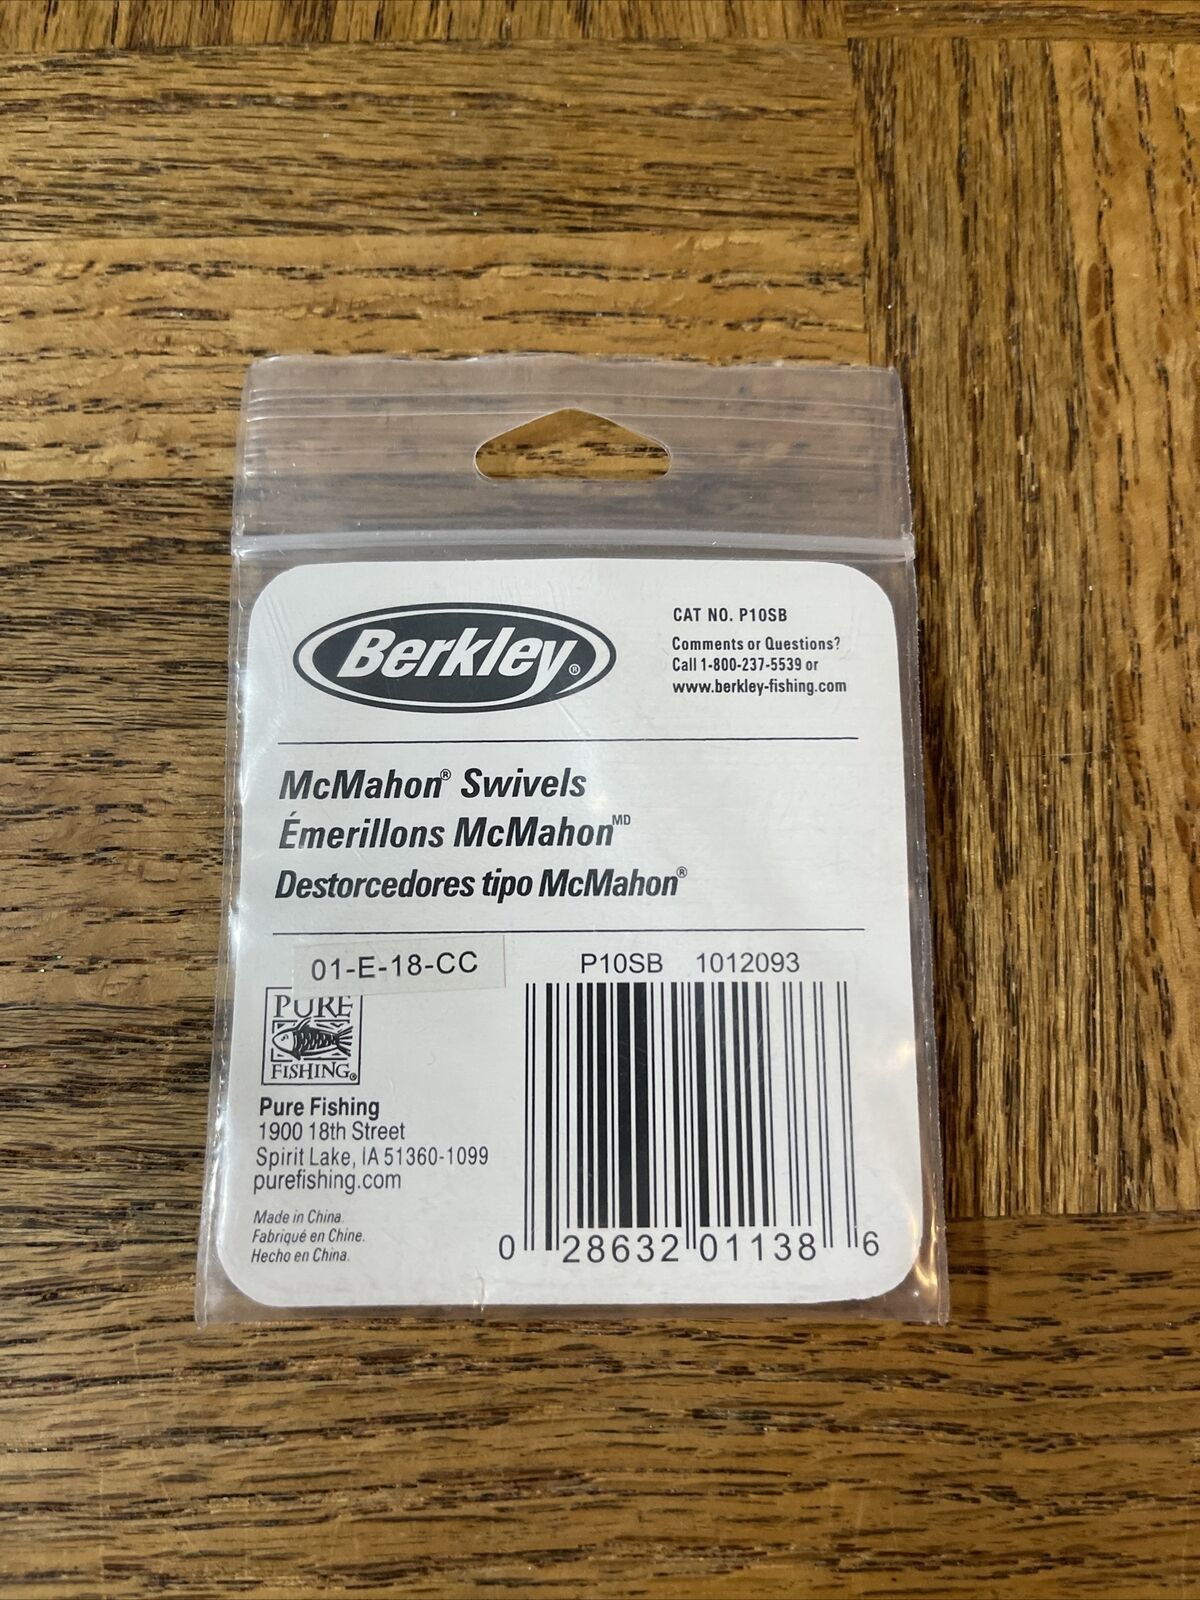 Berkley®
CAT NO. P10SB
Comments or Questions?
Call 1-800-237-5539 or
www.berkley-fishing.com
McMahon® Swivels
Émerillons McMahonMD
Destorcedores tipo McMahon®
01-E-18-CC
PURE
FISHING®
Pure Fishing
1900 18th Street
Spirit Lake, IA 51360-1099
purefishing.com
Made in China.
Fabriqué en Chine.
Hecho en China.
P10SB 1012093
0 28632 01138 6